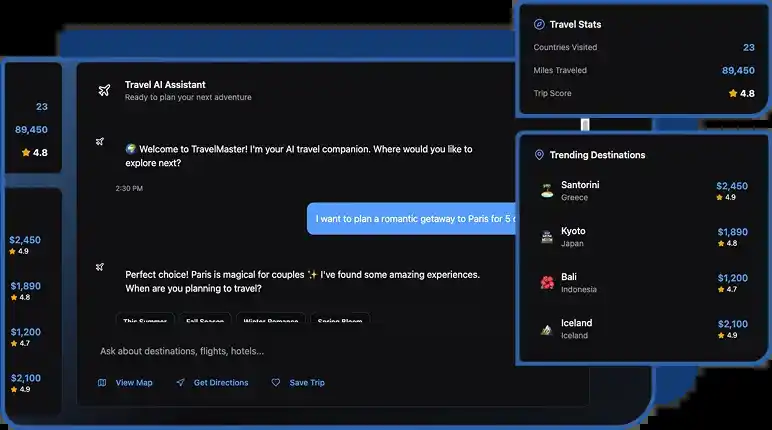 Travel Stats
Countries Visited 23
Miles Traveled 89,450
Trip Score 4.8
23
89,450
4.8
$2,450
4.9
$1,890
4.8
$1,200
4.7
$2,100
4.9
Travel AI Assistant
Ready to plan your next adventure
Welcome to TravelMaster! I'm your AI travel companion. Where would you like to
explore next?
2:30 PM
I want to plan a romantic getaway to Paris for 5
Perfect choice! Paris is magical for couples ✨ I've found some amazing experiences.
When are you planning to travel?
This Summer
Fall Season
Winter Romance
Spring Bloom
Ask about destinations, flights, hotels...
View Map
Get Directions
Save Trip
Trending Destinations
Santorini $2,450
Greece 4.9
Kyoto $1,890
Japan 4.8
Bali $1,200
Indonesia 4.7
Iceland $2,100
Iceland 4.9